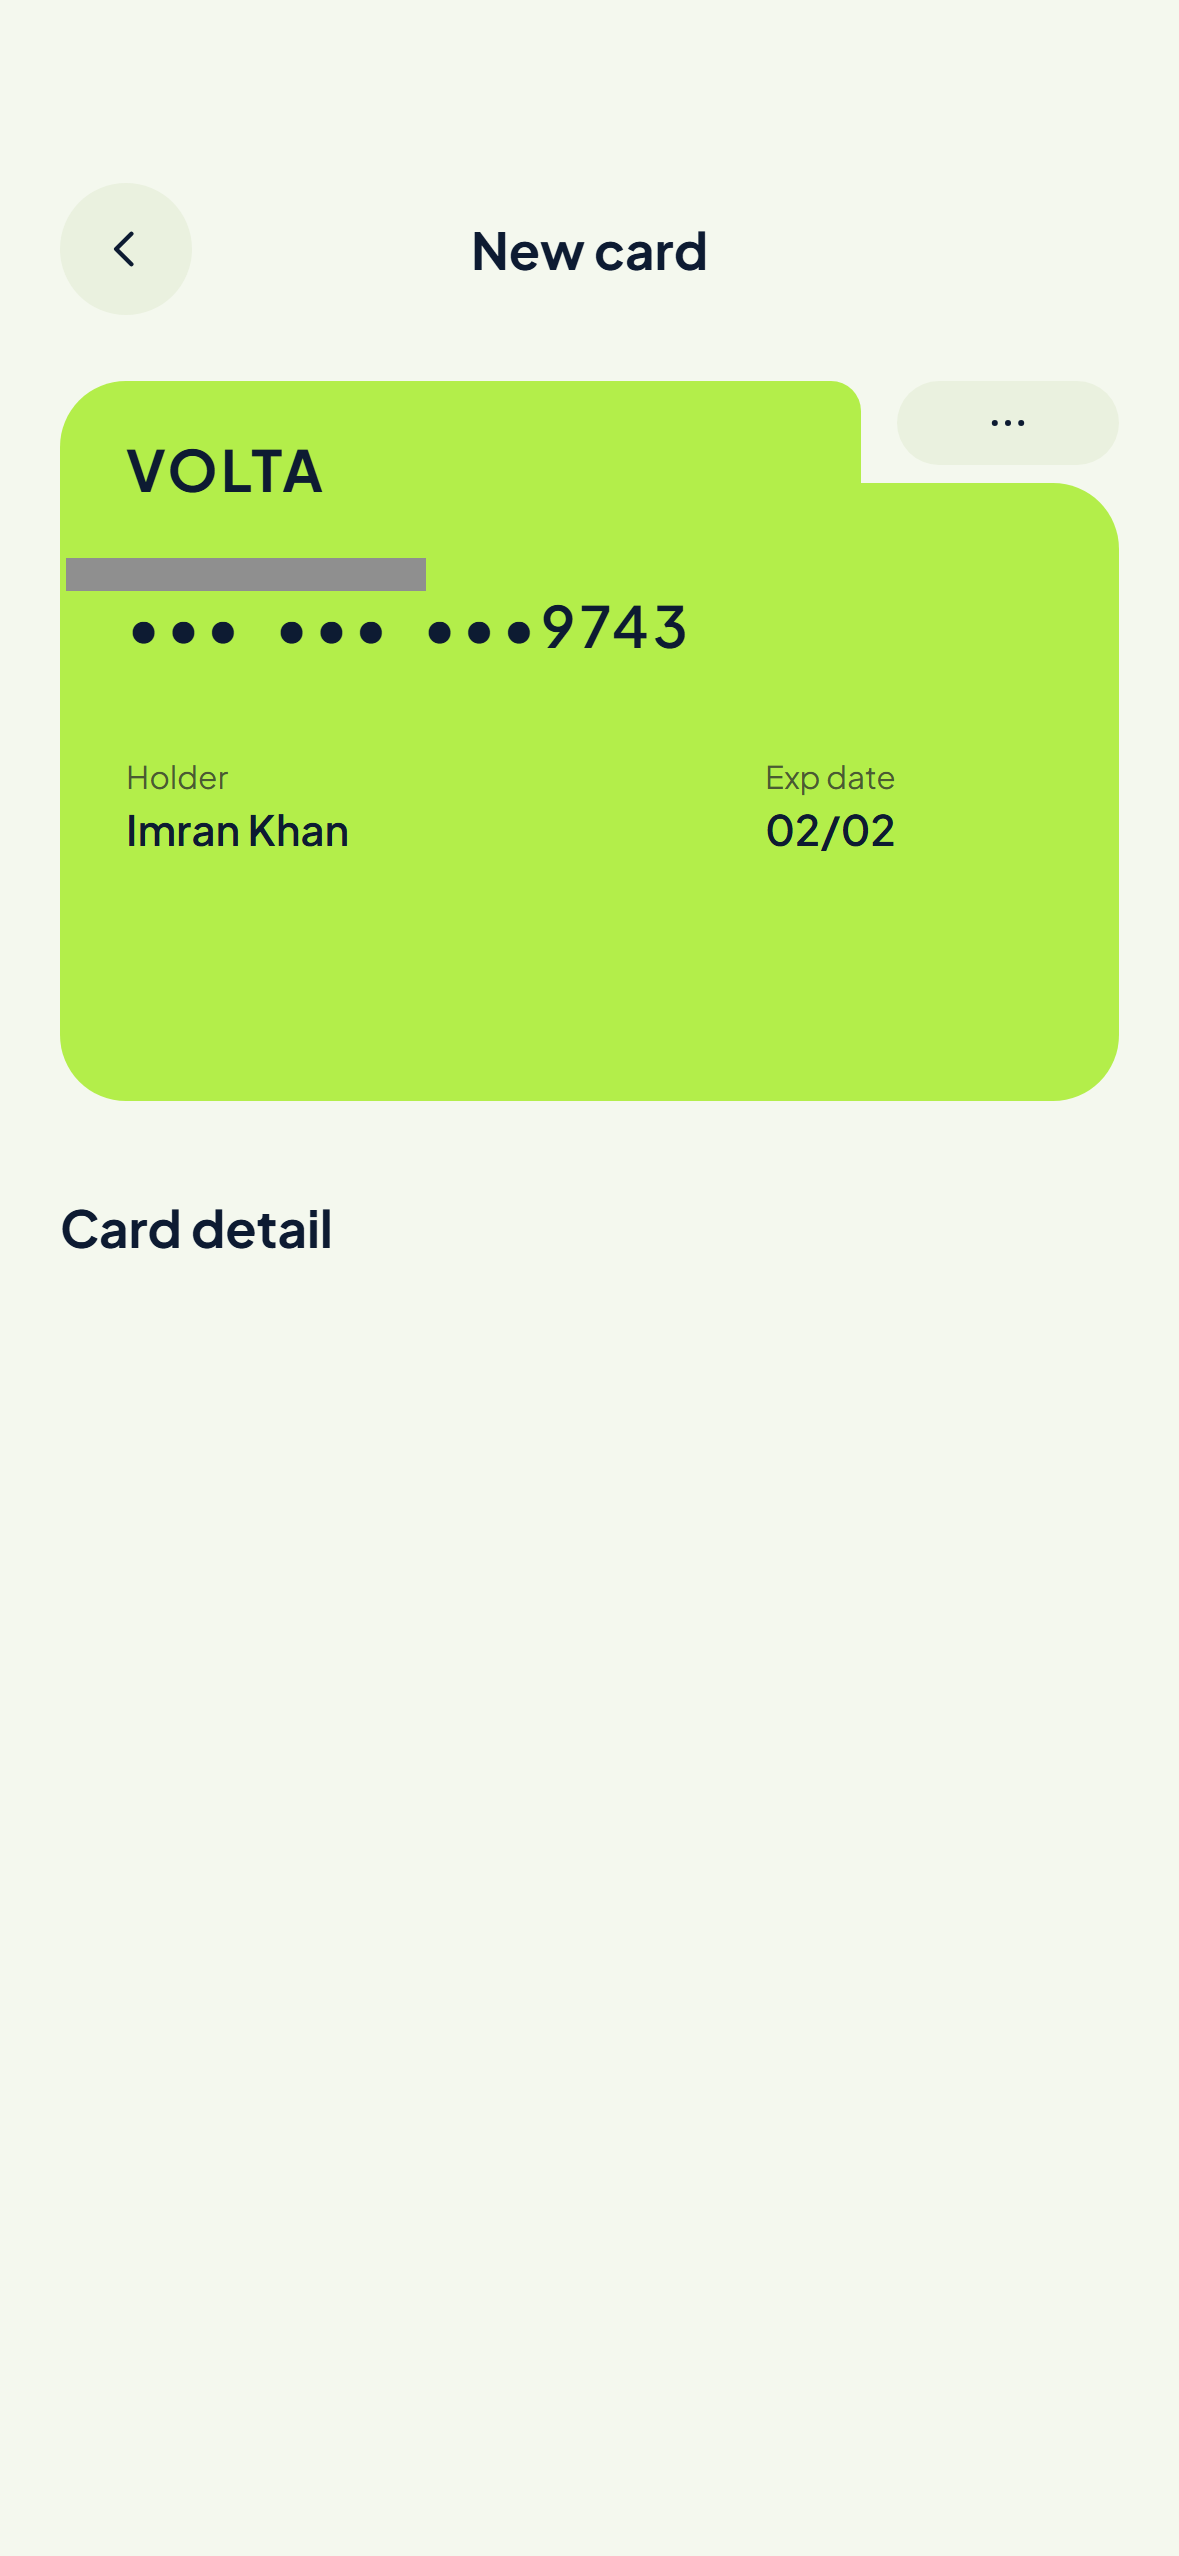 New card
VOLTA
●●● ●●● ●●●9743
Holder
Exp date
Imran Khan
02/02
Card detail